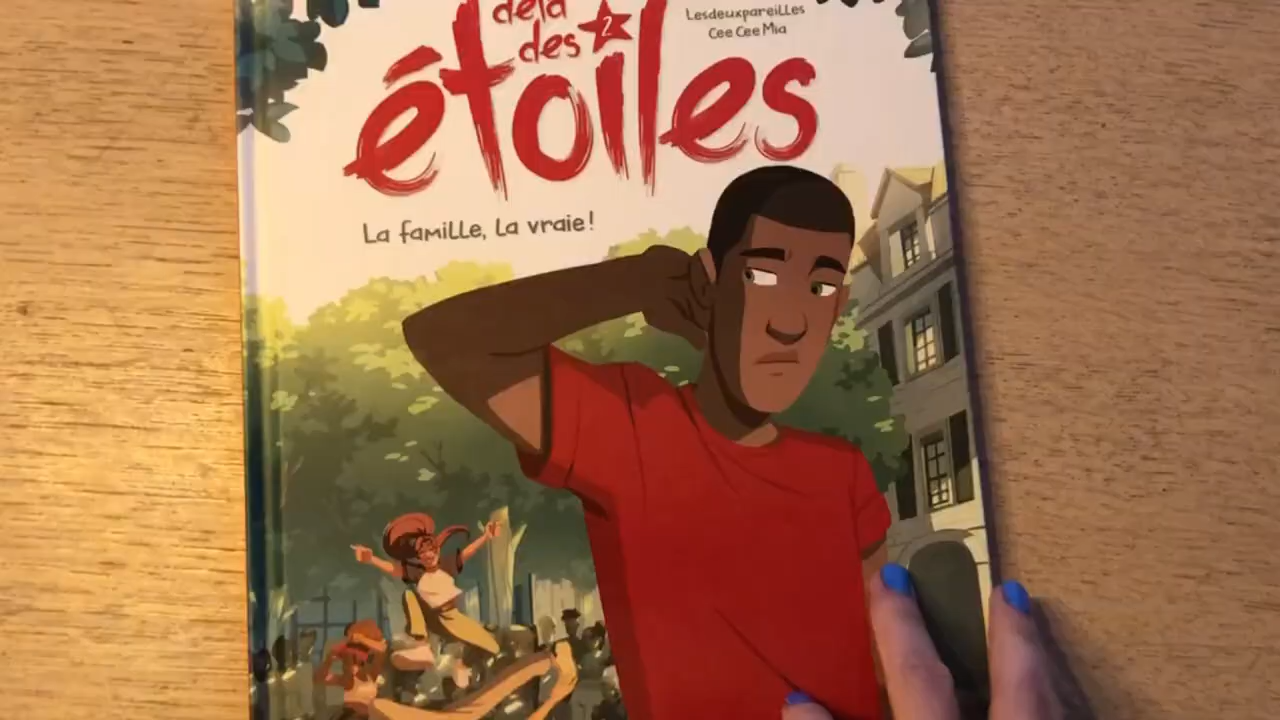 delà
des
2
étoiles
Lesdeuxpareilles
Cee Cee Mia
La famille, la vraie!